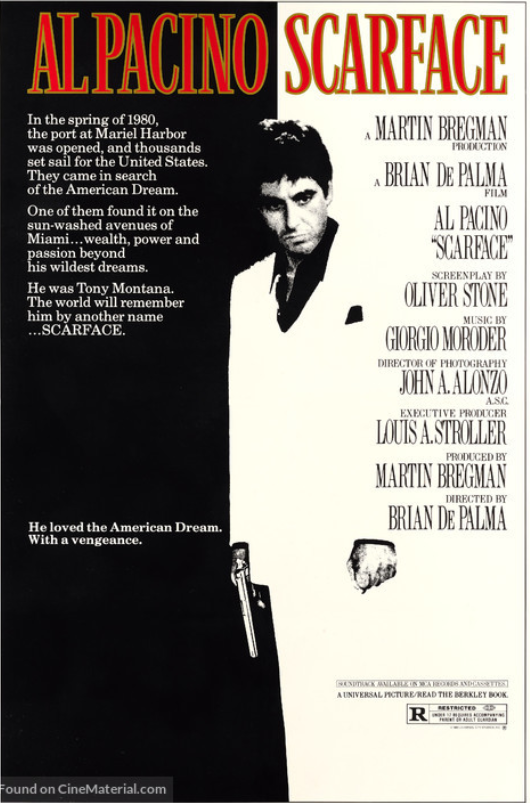 AL PACINO SCARFACE
In the spring of 1980,
the port at Mariel Harbor
was opened, and thousands
set sail for the United States.
They came in search
of the American Dream.
One of them found it on the
sun-washed avenues of
Miami...wealth, power and
passion beyond
his wildest dreams.
He was Tony Montana.
The world will remember
him by another name
...SCARFACE.
He loved the American Dream.
With a vengeance.
A MARTIN BREGMAN
PRODUCTION
A BRIAN DE PALMA
FILM
AL PACINO
"SCARFACE"
SCREENPLAY BY
OLIVER STONE
MUSIC BY
GIORGIO MORODER
DIRECTOR OF PHOTOGRAPHY
JOHN A. ALONZO
A.S.C.
EXECUTIVE PRODUCER
LOUIS A. STROLLER
PRODUCED BY
MARTIN BREGMAN
DIRECTED BY
BRIAN DE PALMA
SOUNDTRACK AVAILABLE ON MCA RECORDS AND CASSETTES
A UNIVERSAL PICTURE/READ THE BERKLEY BOOK.
R RESTRICTED
UNDER 17 REQUIRES ACCOMPANYING
PARENT OR ADULT GUARDIAN
Found on CineMaterial.com